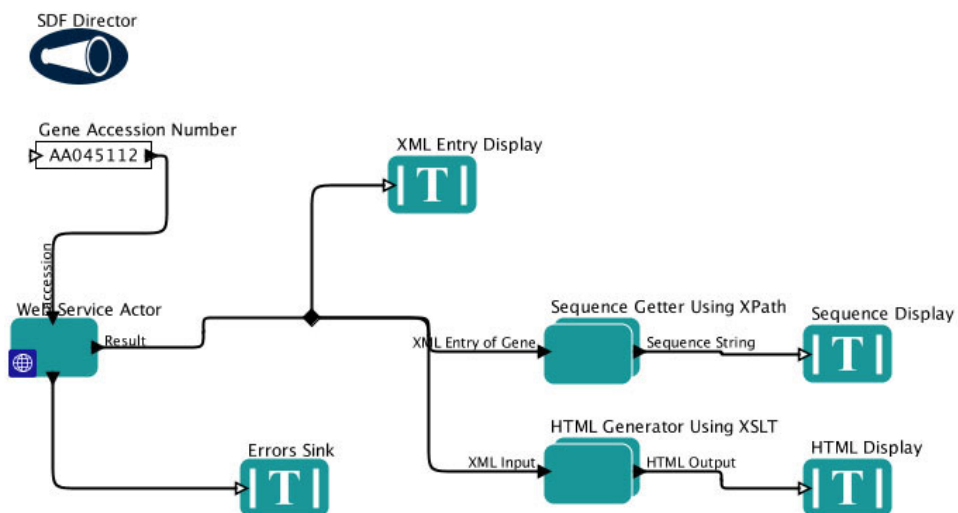 SDF Director
Gene Accession Number
AA045112
XML Entry Display
T
Accession
Web Service Actor
Result
XML Entry of Gene
Sequence Getter Using XPath
Sequence String
Sequence Display
T
Errors Sink
T
XML Input
HTML Generator Using XSLT
HTML Output
HTML Display
T